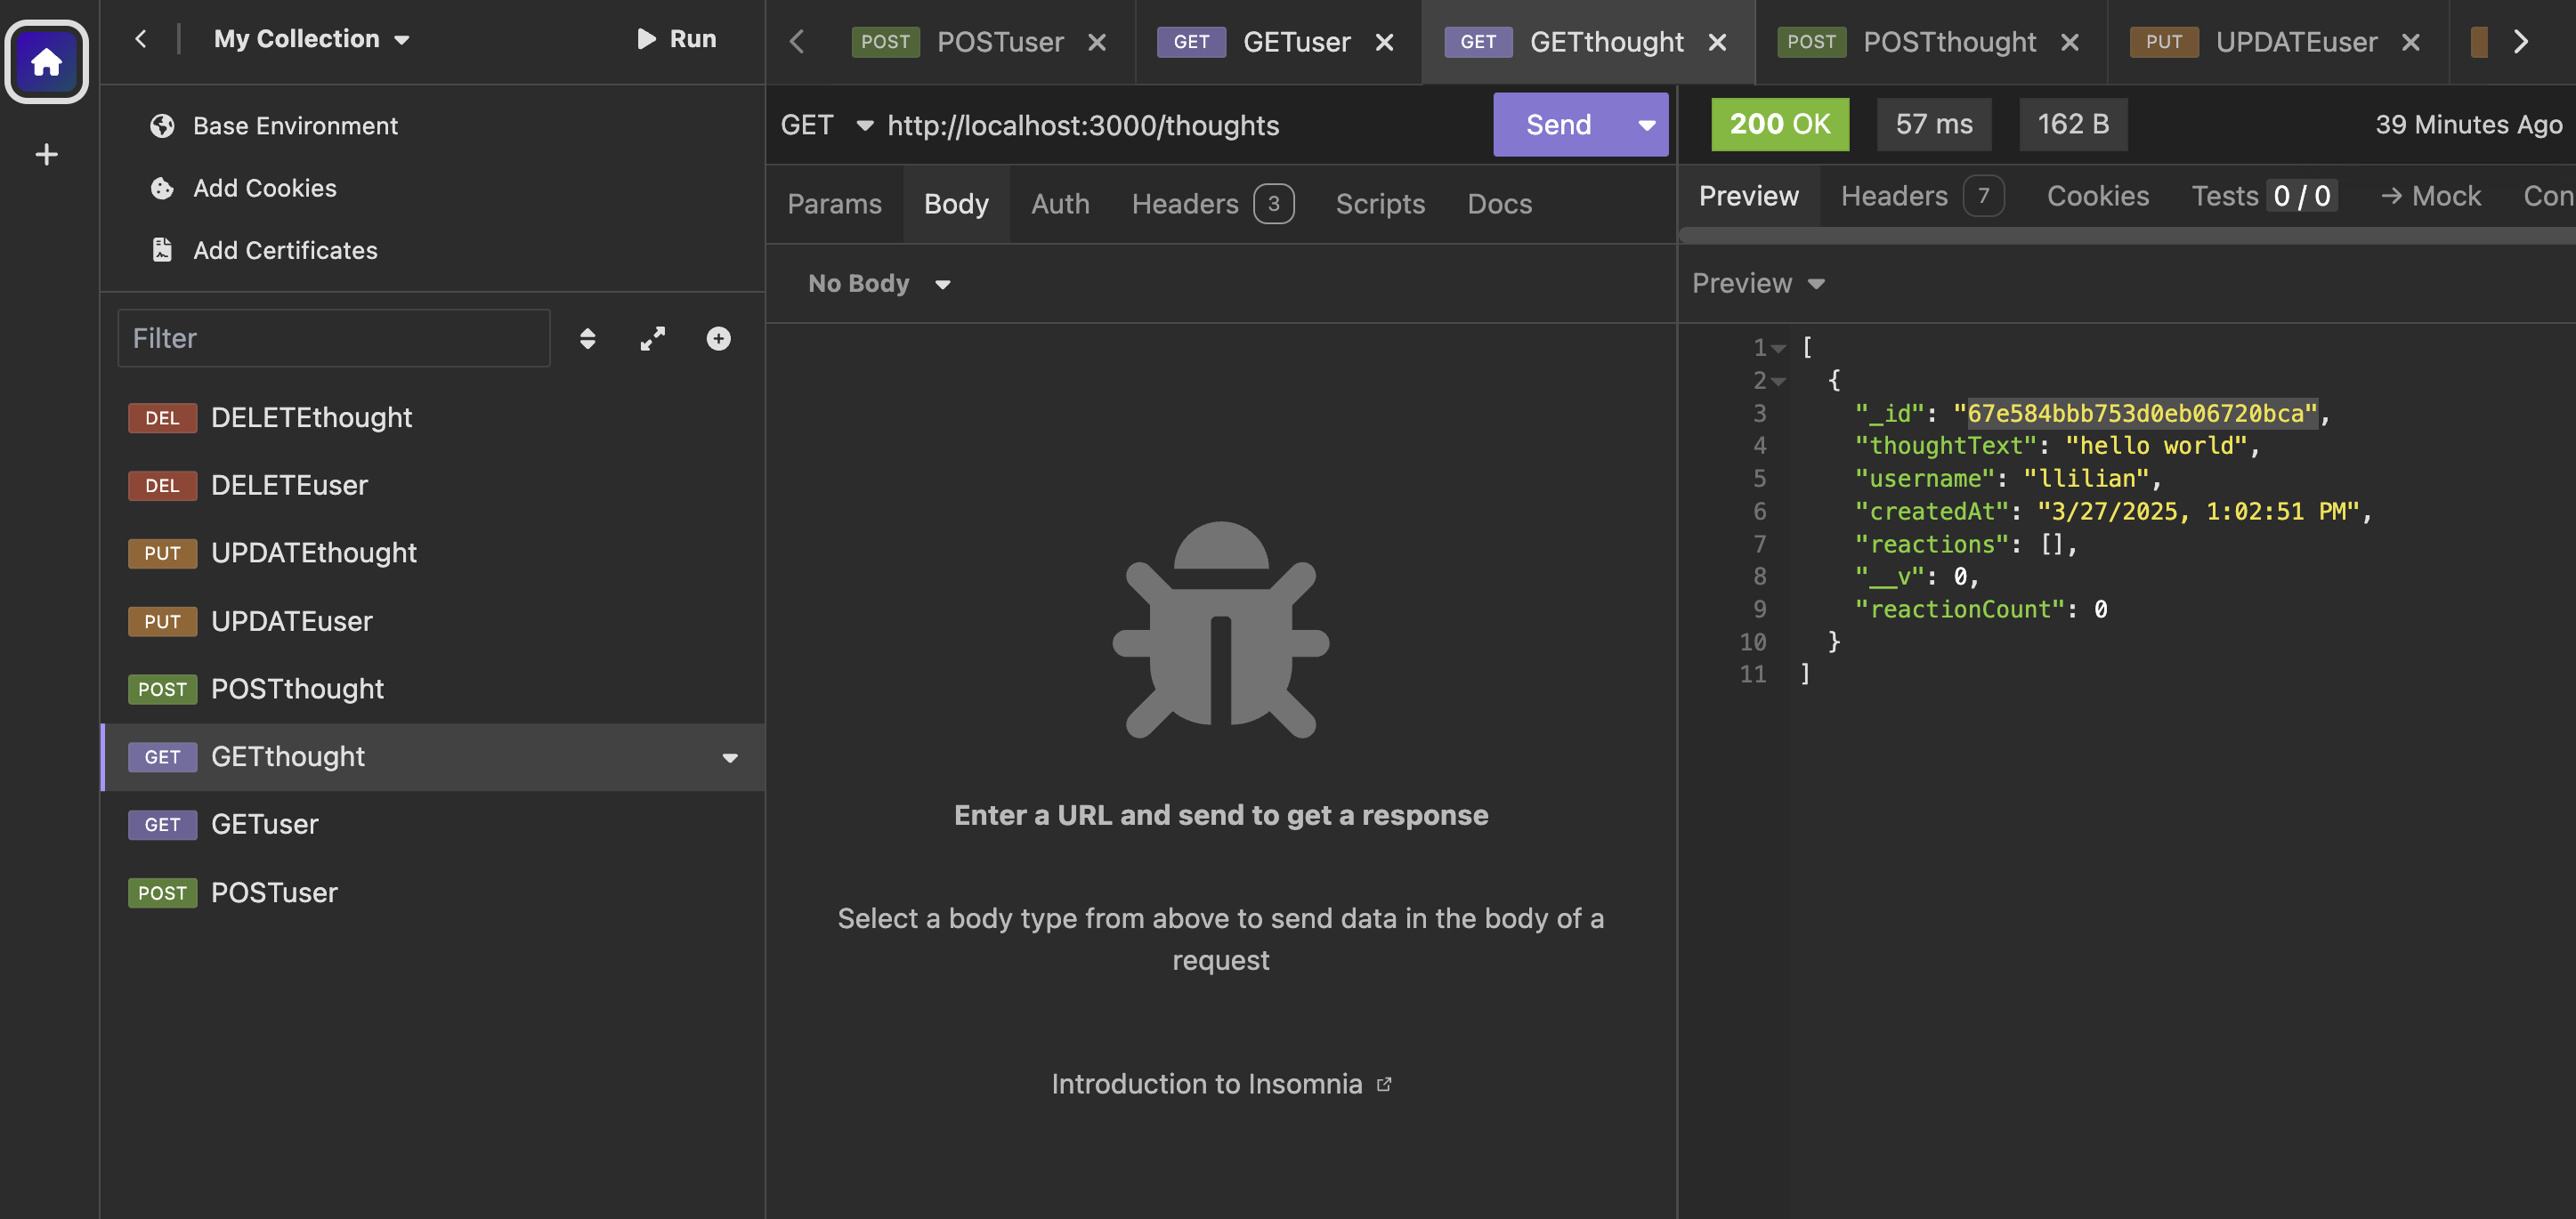 My Collection
Run
Base Environment
Add Cookies
Add Certificates
Filter
DEL DELETEthought
DEL DELETEuser
PUT UPDATEthought
PUT UPDATEuser
POST POSTthought
GET GETthought
GET GETuser
POST POSTuser
POST POSTuser
GET GETuser
GET GETthought
POST POSTthought
PUT UPDATEuser
GET http://localhost:3000/thoughts
Send
Params Body Auth Headers 3 Scripts Docs
No Body
Enter a URL and send to get a response
Select a body type from above to send data in the body of a
request
Introduction to Insomnia
200 OK 57 ms 162 B 39 Minutes Ago
Preview Headers 7 Cookies Tests 0 / 0 → Mock Con
Preview
1 [
2 {
3 "_id": "67e584bbb753d0eb06720bca",
4 "thoughtText": "hello world",
5 "username": "llilian",
6 "createdAt": "3/27/2025, 1:02:51 PM",
7 "reactions": [],
8 "__v": 0,
9 "reactionCount": 0
10 }
11 ]